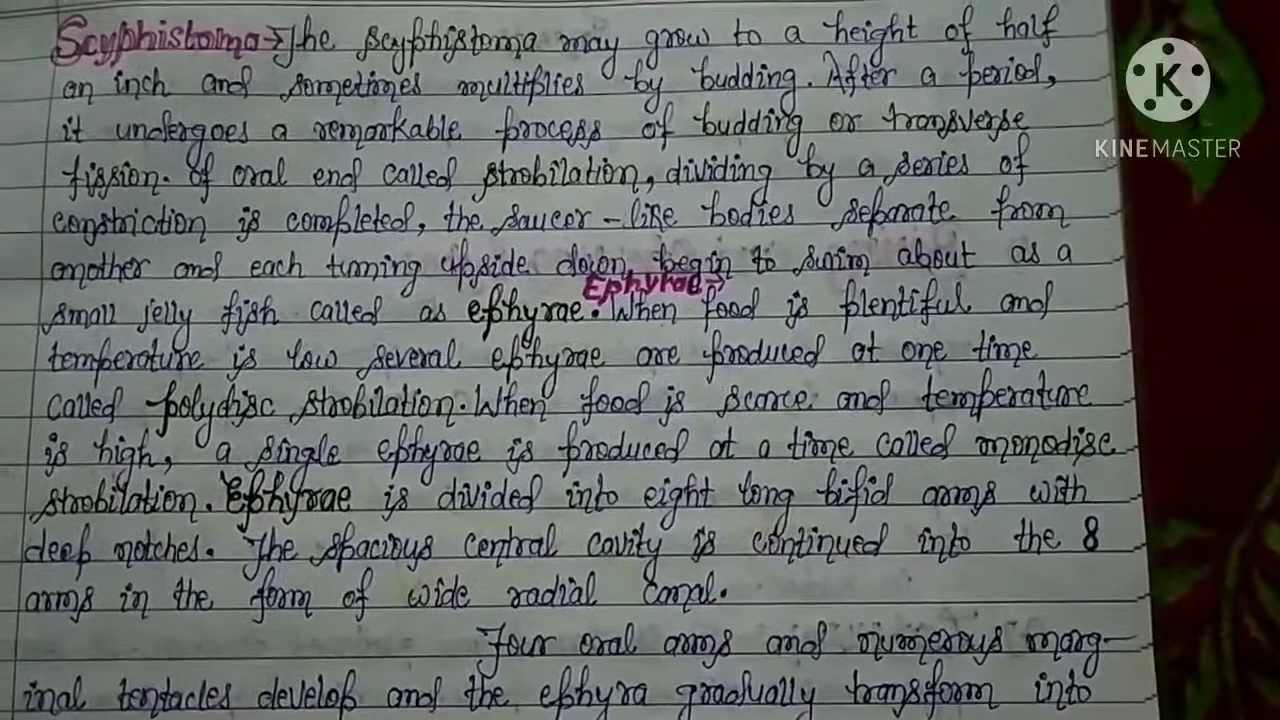 Scyphistoma→The scyphistoma may grow to a height of half
an inch and sometimes multiplies by budding. After a period,
it undergoes a remarkable process of budding or transverse
fission. Of oral end called strobilation, dividing by a series of
constriction is completed, the saucer-like bodies separate from
another and each turning upside down, begin to swim about as a
Ephyrae→
small jelly fish called as ephyrae. When food is plentiful and
temperature is low several ephyrae are produced at one time
called polydisc strobilation. When food is scarce and temperature
is high, a single ephyrae is produced at a time called monodisc
strobilation. Ephyrae is divided into eight long bifid arms with
deep notches. The spacious central cavity is continued into the 8
arms in the form of wide radial canal.
Four oral arms and numerous marg-
inal tentacles develop and the ephyra gradually transform into
K
KINEMASTER